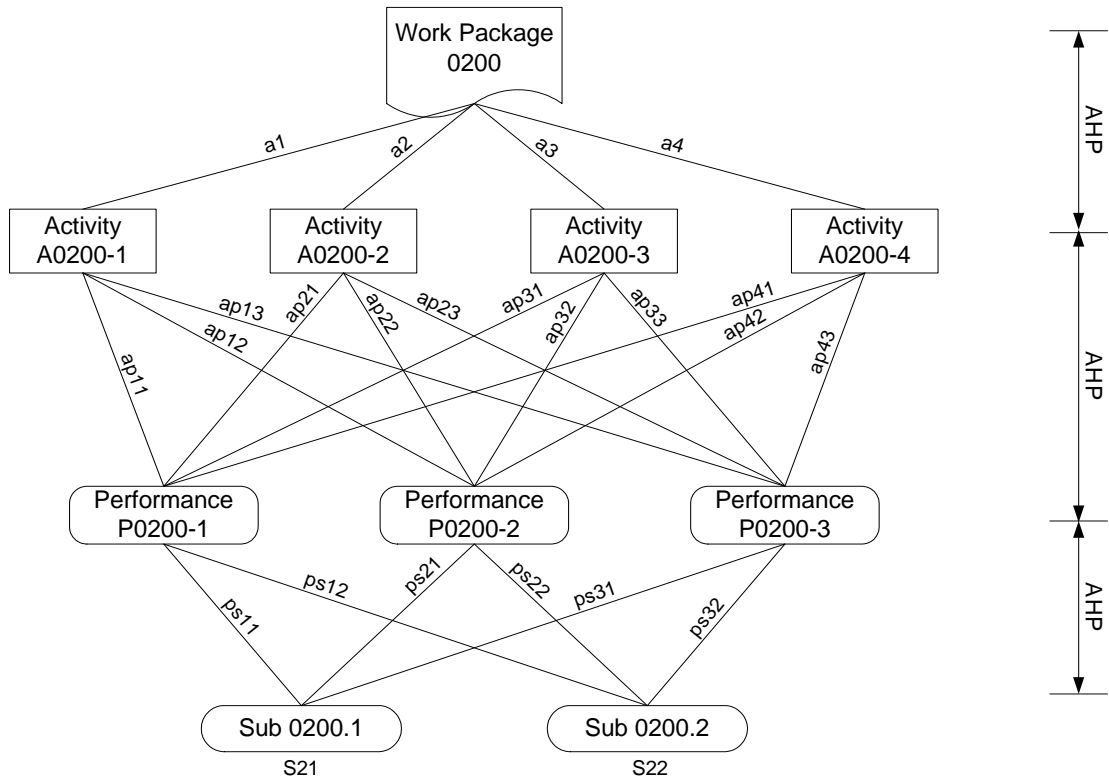 Work Package
0200
AHP
a1
a2
a3
a4
Activity
A0200-1
Activity
A0200-2
Activity
A0200-3
Activity
A0200-4
ap11
ap12
ap13
ap21
ap22
ap23
ap31
ap32
ap33
ap41
ap42
ap43
AHP
Performance
P0200-1
Performance
P0200-2
Performance
P0200-3
ps11
ps12
ps21
ps22
ps31
ps32
AHP
Sub 0200.1
Sub 0200.2
S21
S22